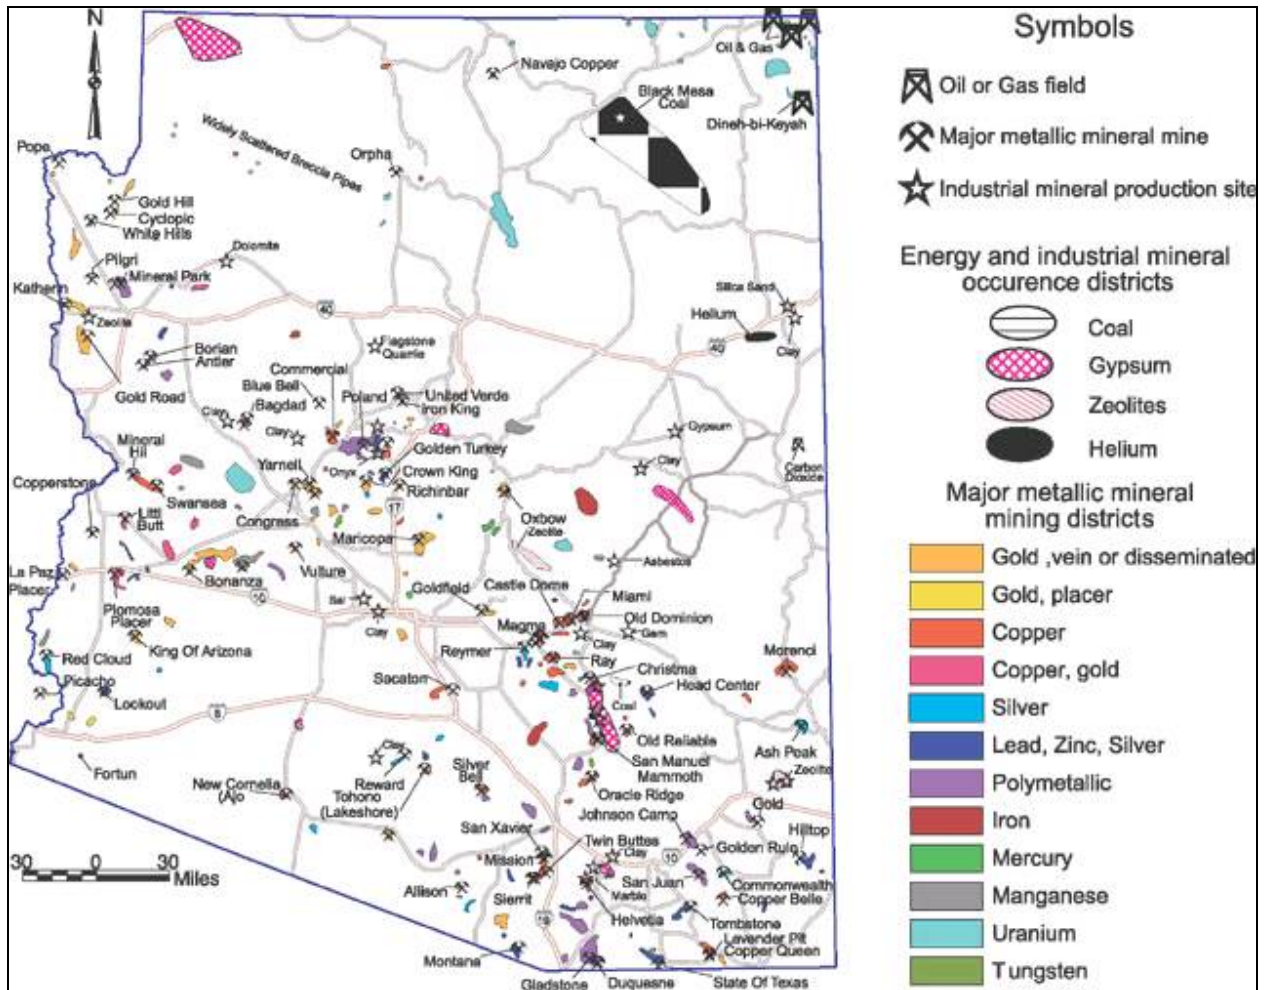 N
Oil & Gas
Navajo Copper
Black Mesa
Coal
Dineh-bi-Keyah
Widely Scattered Breccia Pipes
Pope
Orpha
Gold Hill
Cyclopic
White Hills
Dolomite
Pilgri
Mineral Park
Katherin
Silica Sand
40
Helium
Zeolite
40
Clay
Flagstone
Quarrie
Borian
Antler
Commercial
Blue Bell
Gold Road
Bagdad
Poland
United Verde
Iron King
Clay
Clay
Gypsum
Golden Turkey
Mineral
Hil
Yarnell
Onyx
Crown King
Clay
Carbon
Dioxide
Copperstone
Swansea
Richinbar
Littl
Butt
Congress
17
Oxbow
Zeolite
Maricopa
La Paz
Placer
Bonanza
Vulture
Asbestos
Goldfield
Castle Dome
Miami
10
Sal
Plomosa
Placer
Clay
Magma
Old Dominion
Gem
Clay
King Of Arizona
Reymer
Ray
Morenci
Red Cloud
Christma
Picacho
Sacaton
Head Center
Lockout
Coal
8
Old Reliable
Ash Peak
Clay
San Manuel
Mammoth
Zeolite
Fortun
Reward
Silver
Bell
New Cornelia
(Ajo
Tohono
(Lakeshore)
Oracle Ridge
Gold
Johnson Camp
Hilltop
San Xavier
Twin Buttes
Golden Rule
30 0 30
Miles
Mission
Clay
10
San Juan
Commonwealth
Allison
Sierrit
Marble
Copper Belle
19
Helvetia
Tombstone
Lavender Pit
Copper Queen
Montana
Gladstone
Duquesne
State Of Texas
Symbols
Oil or Gas field
Major metallic mineral mine
Industrial mineral production site
Energy and industrial mineral
occurence districts
Coal
Gypsum
Zeolites
Helium
Major metallic mineral
mining districts
Gold ,vein or disseminated
Gold, placer
Copper
Copper, gold
Silver
Lead, Zinc, Silver
Polymetallic
Iron
Mercury
Manganese
Uranium
Tungsten